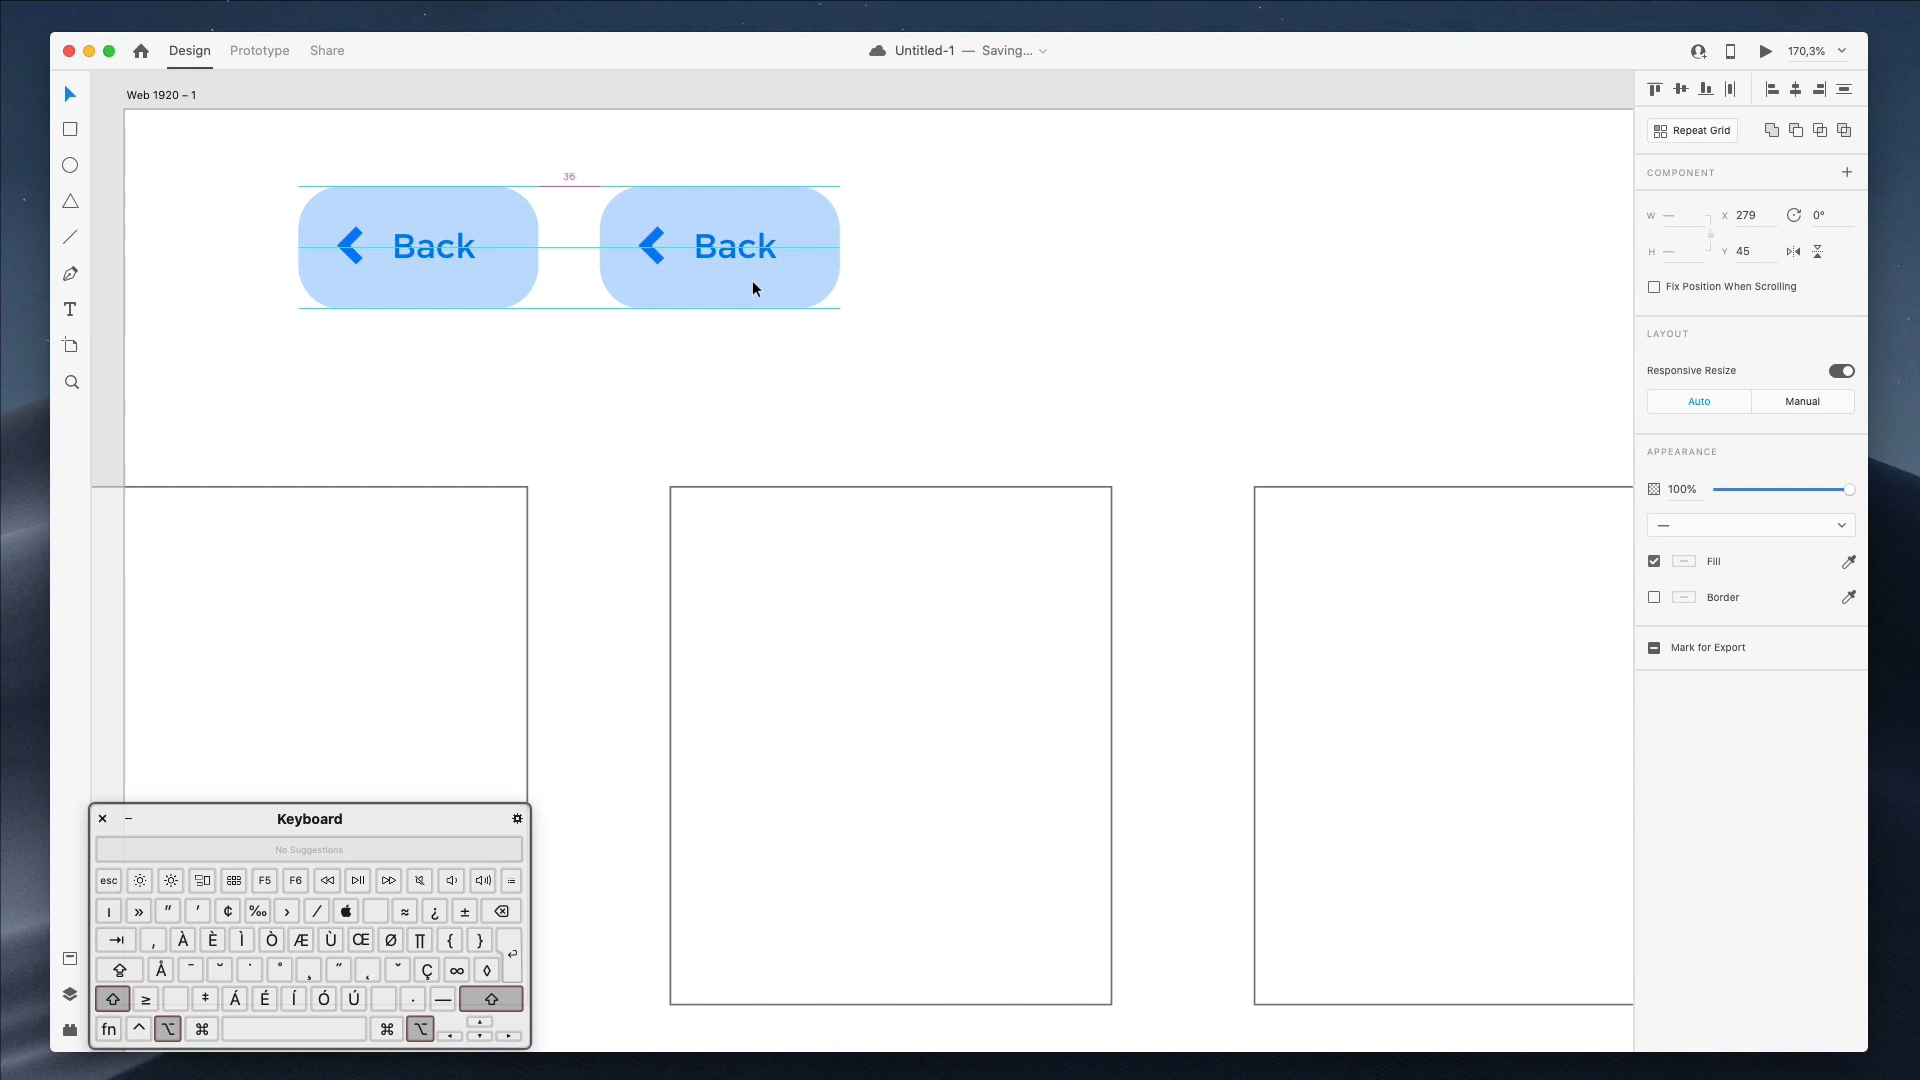 Design Prototype Share
Untitled-1 — Saving...
170,3%
Web 1920 – 1
36
Back
Back
Repeat Grid
COMPONENT
W — X 279 0°
H — Y 45
Fix Position When Scrolling
LAYOUT
Responsive Resize
Auto Manual
APPEARANCE
100%
—
Fill
Border
Mark for Export
Keyboard
No Suggestions
esc F5 F6
ı » ” ’ ¢ ‰ › ⁄ ≈ ¿ ±
‚ À È Ì Ò Æ Ù Œ Ø ∏ { }
Å ¯ ˘ ˙ ˚ ¸ ˝ ˛ ˇ Ç ∞ ◊
≥ ‡ Á É Í Ó Ú · —
fn ^ ⌥ ⌘ ⌘ ⌥